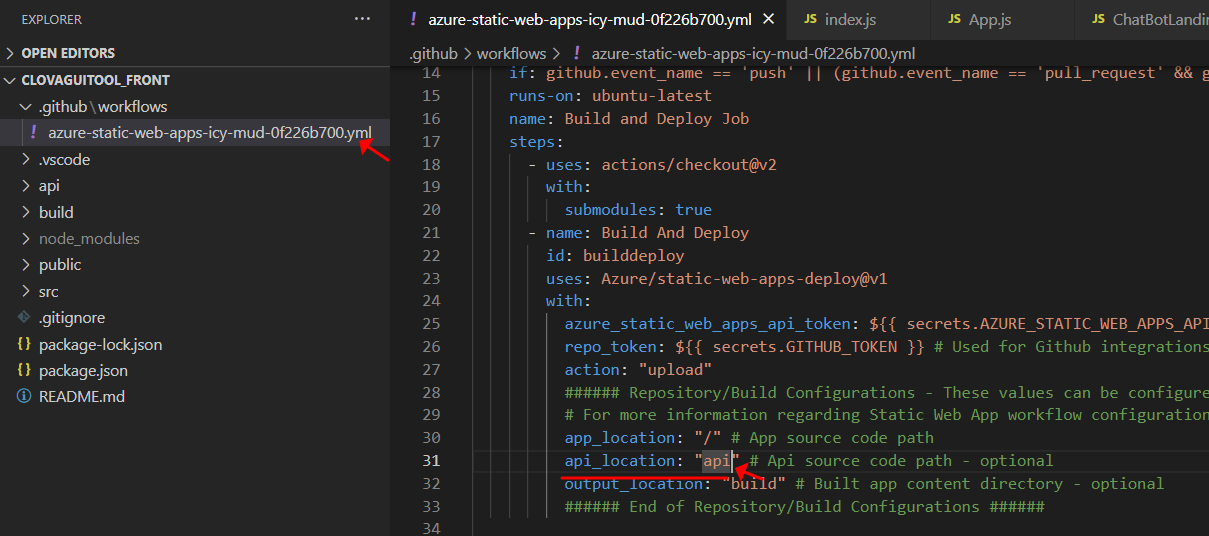 EXPLORER ...
OPEN EDITORS
CLOVAGUITOOL_FRONT
.github\workflows
! azure-static-web-apps-icy-mud-0f226b700.yml
.vscode
api
build
node_modules
public
src
.gitignore
{} package-lock.json
{} package.json
README.md
! azure-static-web-apps-icy-mud-0f226b700.yml
JS index.js
JS App.js
JS ChatBotLandi
.github > workflows > ! azure-static-web-apps-icy-mud-0f226b700.yml
14 if: github.event_name == 'push' || (github.event_name == 'pull_request' && g
15 runs-on: ubuntu-latest
16 name: Build and Deploy Job
17 steps:
18 - uses: actions/checkout@v2
19 with:
20 submodules: true
21 - name: Build And Deploy
22 id: builddeploy
23 uses: Azure/static-web-apps-deploy@v1
24 with:
25 azure_static_web_apps_api_token: ${{ secrets.AZURE_STATIC_WEB_APPS_API
26 repo_token: ${{ secrets.GITHUB_TOKEN }} # Used for Github integrations
27 action: "upload"
28 ###### Repository/Build Configurations - These values can be configure
29 # For more information regarding Static Web App workflow configuration
30 app_location: "/" # App source code path
31 api_location: "api" # Api source code path - optional
32 output_location: "build" # Built app content directory - optional
33 ###### End of Repository/Build Configurations ######
34